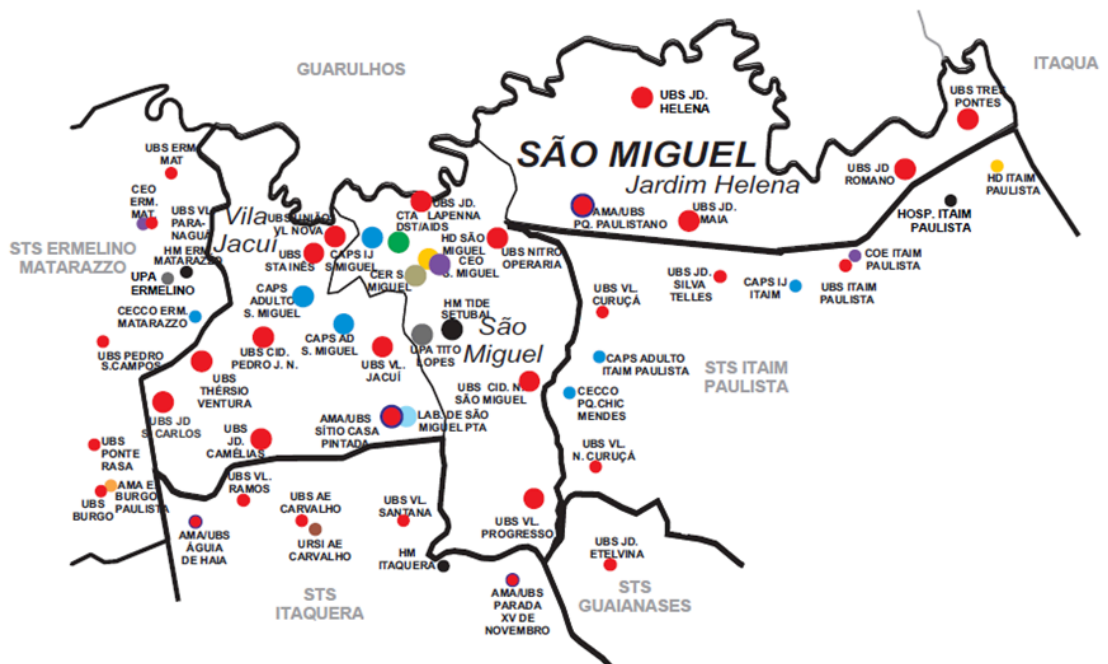 GUARULHOS
ITAQUA
UBS JD.
HELENA
UBS TRES
PONTES
SÃO MIGUEL
Jardim Helena
UBS ERM.
MAT
UBS JD
ROMANO
HD ITAIM
PAULISTA
CEO
ERM.
MAT.
UBS VL.
PARA-
NAGUA
Vila
Jacuí
UBS UNIÃO
VL NOVA
UBS JD.
LAPENNA
CTA
DST/AIDS
AMA/UBS
PQ. PAULISTANO
UBS JD.
MAIA
HOSP. ITAIM
PAULISTA
STS ERMELINO
MATARAZZO
HM ERM.
MATARAZZO
UPA
ERMELINO
UBS
STA INÊS
CAPS IJ
S.MIGUEL
HD SÃO
MIGUEL
CEO
S. MIGUEL
UBS NITRO
OPERARIA
COE ITAIM
PAULISTA
CER S.
MIGUEL
UBS JD.
SILVA
TELLES
CAPS IJ
ITAIM
UBS ITAIM
PAULISTA
CAPS
ADULTO
S. MIGUEL
UBS VL.
CURUÇÁ
CECCO ERM.
MATARAZZO
HM TIDE
SETUBAL
São
Miguel
CAPS AD
S. MIGUEL
UPA TITO
LOPES
UBS PEDRO
S.CAMPOS
UBS CID.
PEDRO J. N.
UBS VL.
JACUÍ
CAPS ADULTO
ITAIM PAULISTA
STS ITAIM
PAULISTA
UBS
THÉRSIO
VENTURA
UBS CID. N.
SÃO MIGUEL
CECCO
PQ.CHIC
MENDES
UBS JD
S. CARLOS
UBS
JD.
CAMÉLIAS
AMA/UBS
SÍTIO CASA
PINTADA
LAB. DE SÃO
MIGUEL PTA
UBS
PONTE
RASA
UBS VL.
N. CURUÇÁ
AMA E.
BURGO
PAULISTA
UBS
BURGO
UBS VL.
RAMOS
UBS AE
CARVALHO
UBS VL.
SANTANA
UBS VL.
PROGRESSO
AMA/UBS
ÁGUIA
DE HAIA
URSI AE
CARVALHO
HM
ITAQUERA
UBS JD.
ETELVINA
STS
ITAQUERA
AMA/UBS
PARADA
XV DE
NOVEMBRO
STS
GUAIANASES